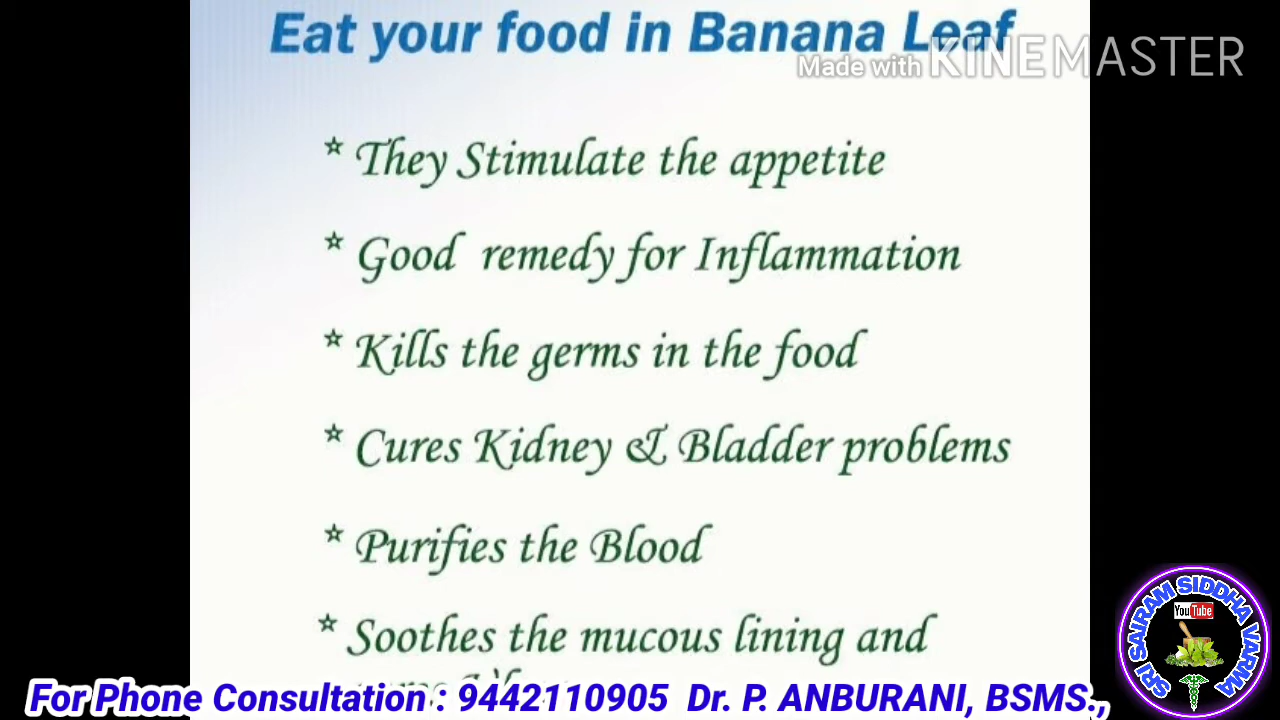 Eat your food in Banana Leaf
Made with KINEMASTER
* They Stimulate the appetite
* Good remedy for Inflammation
* Kills the germs in the food
* Cures Kidney & Bladder problems
* Purifies the Blood
* Soothes the mucous lining and
For Phone Consultation : 9442110905 Dr. P. ANBURANI, BSMS.,
SRI SAIRAM SIDDHA VARMA
YouTube